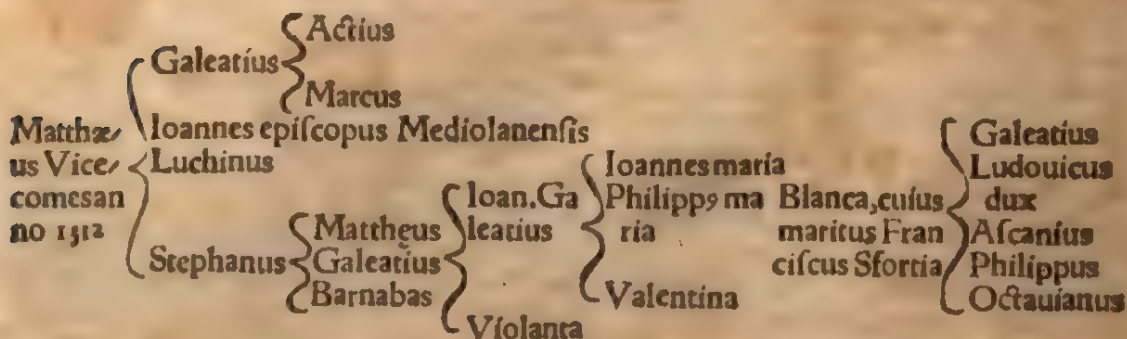 Matthæ-
us Vice-
comesan
no 1312
Galeatius
Actius
Marcus
Ioannes epiſcopus Mediolanenſis
Luchinus
Stephanus
Mattheus
Galeatius
Barnabas
Ioan.Ga
leatius
Violanta
Ioannes maria
Philippꝰ ma
ria
Valentina
Blanca,cuius
maritus Fran
ciſcus Sfortia
Galeatius
Ludouicus
dux
Aſcanius
Philippus
Octauianus